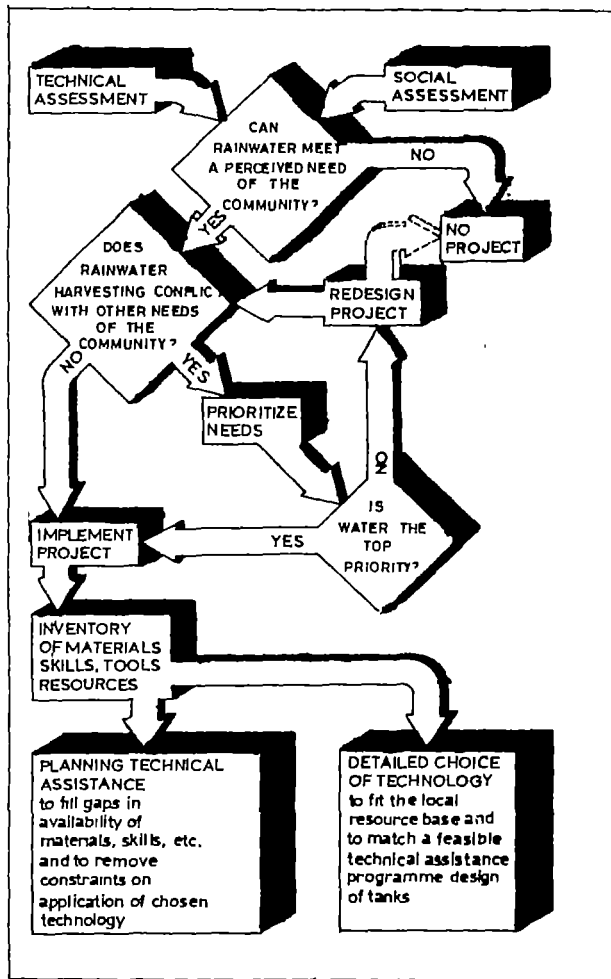 TECHNICAL
ASSESSMENT
SOCIAL
ASSESSMENT
CAN
RAINWATER MEET
A PERCEIVED NEED
OF THE
COMMUNITY?
NO
YES
NO
PROJECT
DOES
RAINWATER
HARVESTING CONFLICT
WITH OTHER NEEDS
OF THE
COMMUNITY?
REDESIGN
PROJECT
NO
YES
PRIORITIZE
NEEDS
NO
IS
WATER THE
TOP
PRIORITY?
YES
IMPLEMENT
PROJECT
INVENTORY
OF MATERIALS
SKILLS, TOOLS
RESOURCES
PLANNING TECHNICAL
ASSISTANCE
to fill gaps in
availability of
materials, skills, etc.
and to remove
constraints on
application of chosen
technology
DETAILED CHOICE
OF TECHNOLOGY
to fit the local
resource base and
to match a feasible
technical assistance
programme design
of tanks